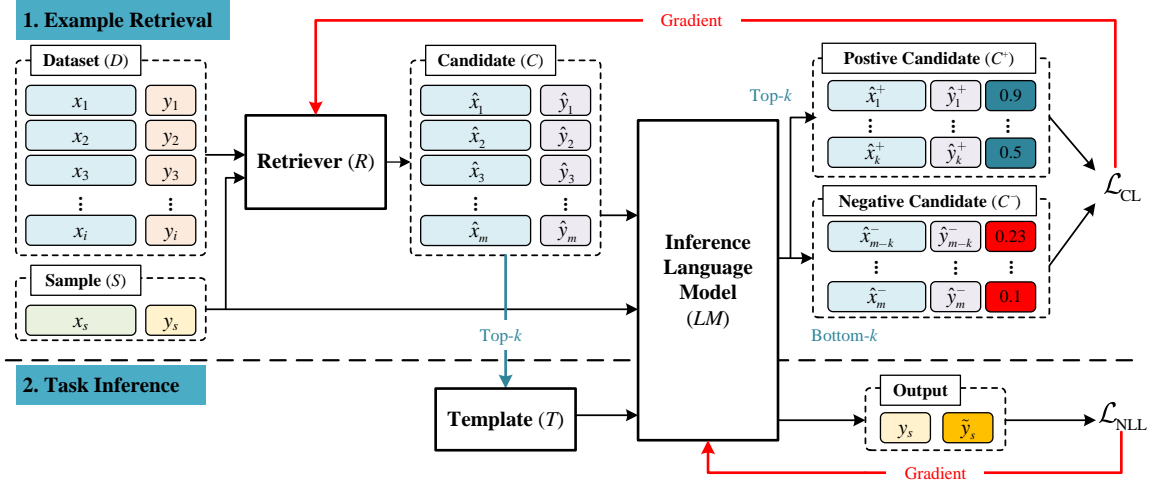 1. Example Retrieval
Gradient
Dataset (D)
x₁ y₁
x₂ y₂
x₃ y₃
⋮ ⋮
xᵢ yᵢ
Sample (S)
xₛ yₛ
Retriever (R)
Candidate (C)
x̂₁ ŷ₁
x̂₂ ŷ₂
x̂₃ ŷ₃
⋮ ⋮
x̂ₘ ŷₘ
Top-k
Inference
Language
Model
(LM)
Top-k
Postive Candidate (C⁺)
x̂₁⁺ ŷ₁⁺ 0.9
⋮ ⋮ ⋮
x̂ₖ⁺ ŷₖ⁺ 0.5
Negative Candidate (C⁻)
x̂ₘ₋ₖ⁻ ŷₘ₋ₖ⁻ 0.23
⋮ ⋮ ⋮
x̂ₘ⁻ ŷₘ⁻ 0.1
Bottom-k
ℒCL
2. Task Inference
Template (T)
Output
yₛ ỹₛ
ℒNLL
Gradient